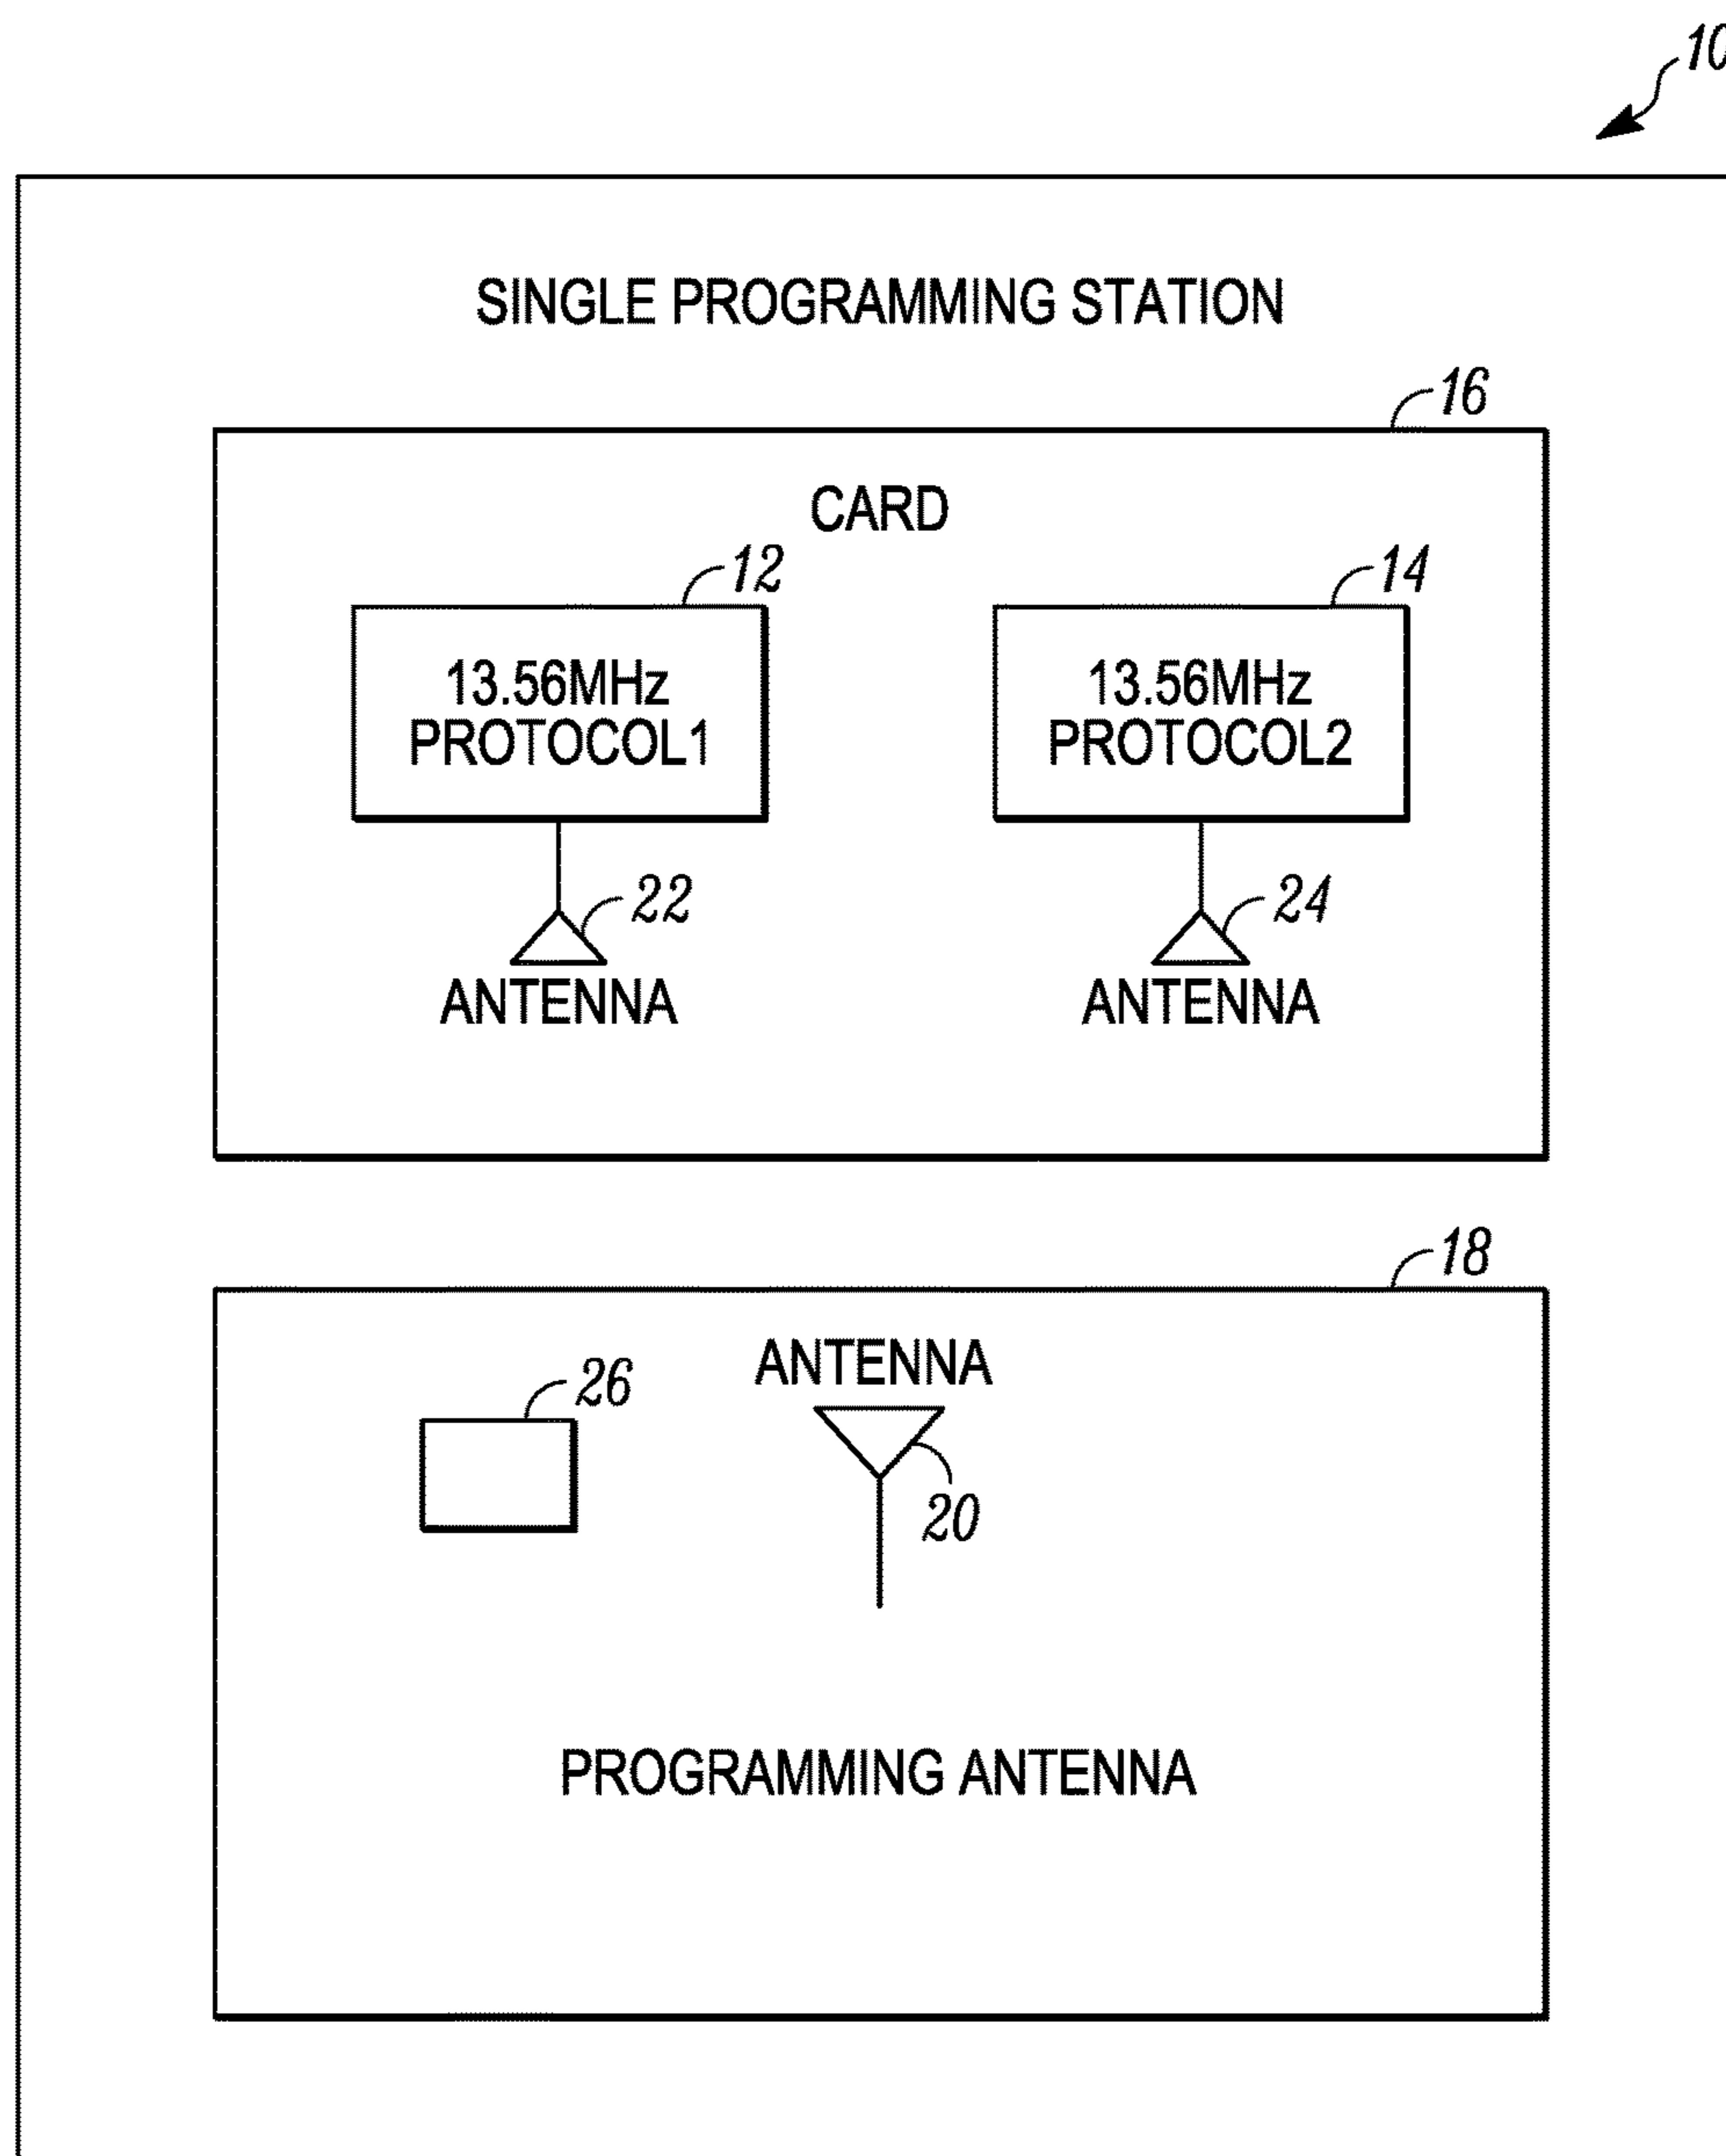 10
SINGLE PROGRAMMING STATION
16
CARD
12
14
13.56MHz
PROTOCOL1
13.56MHz
PROTOCOL2
22
24
ANTENNA
ANTENNA
18
ANTENNA
26
20
PROGRAMMING ANTENNA